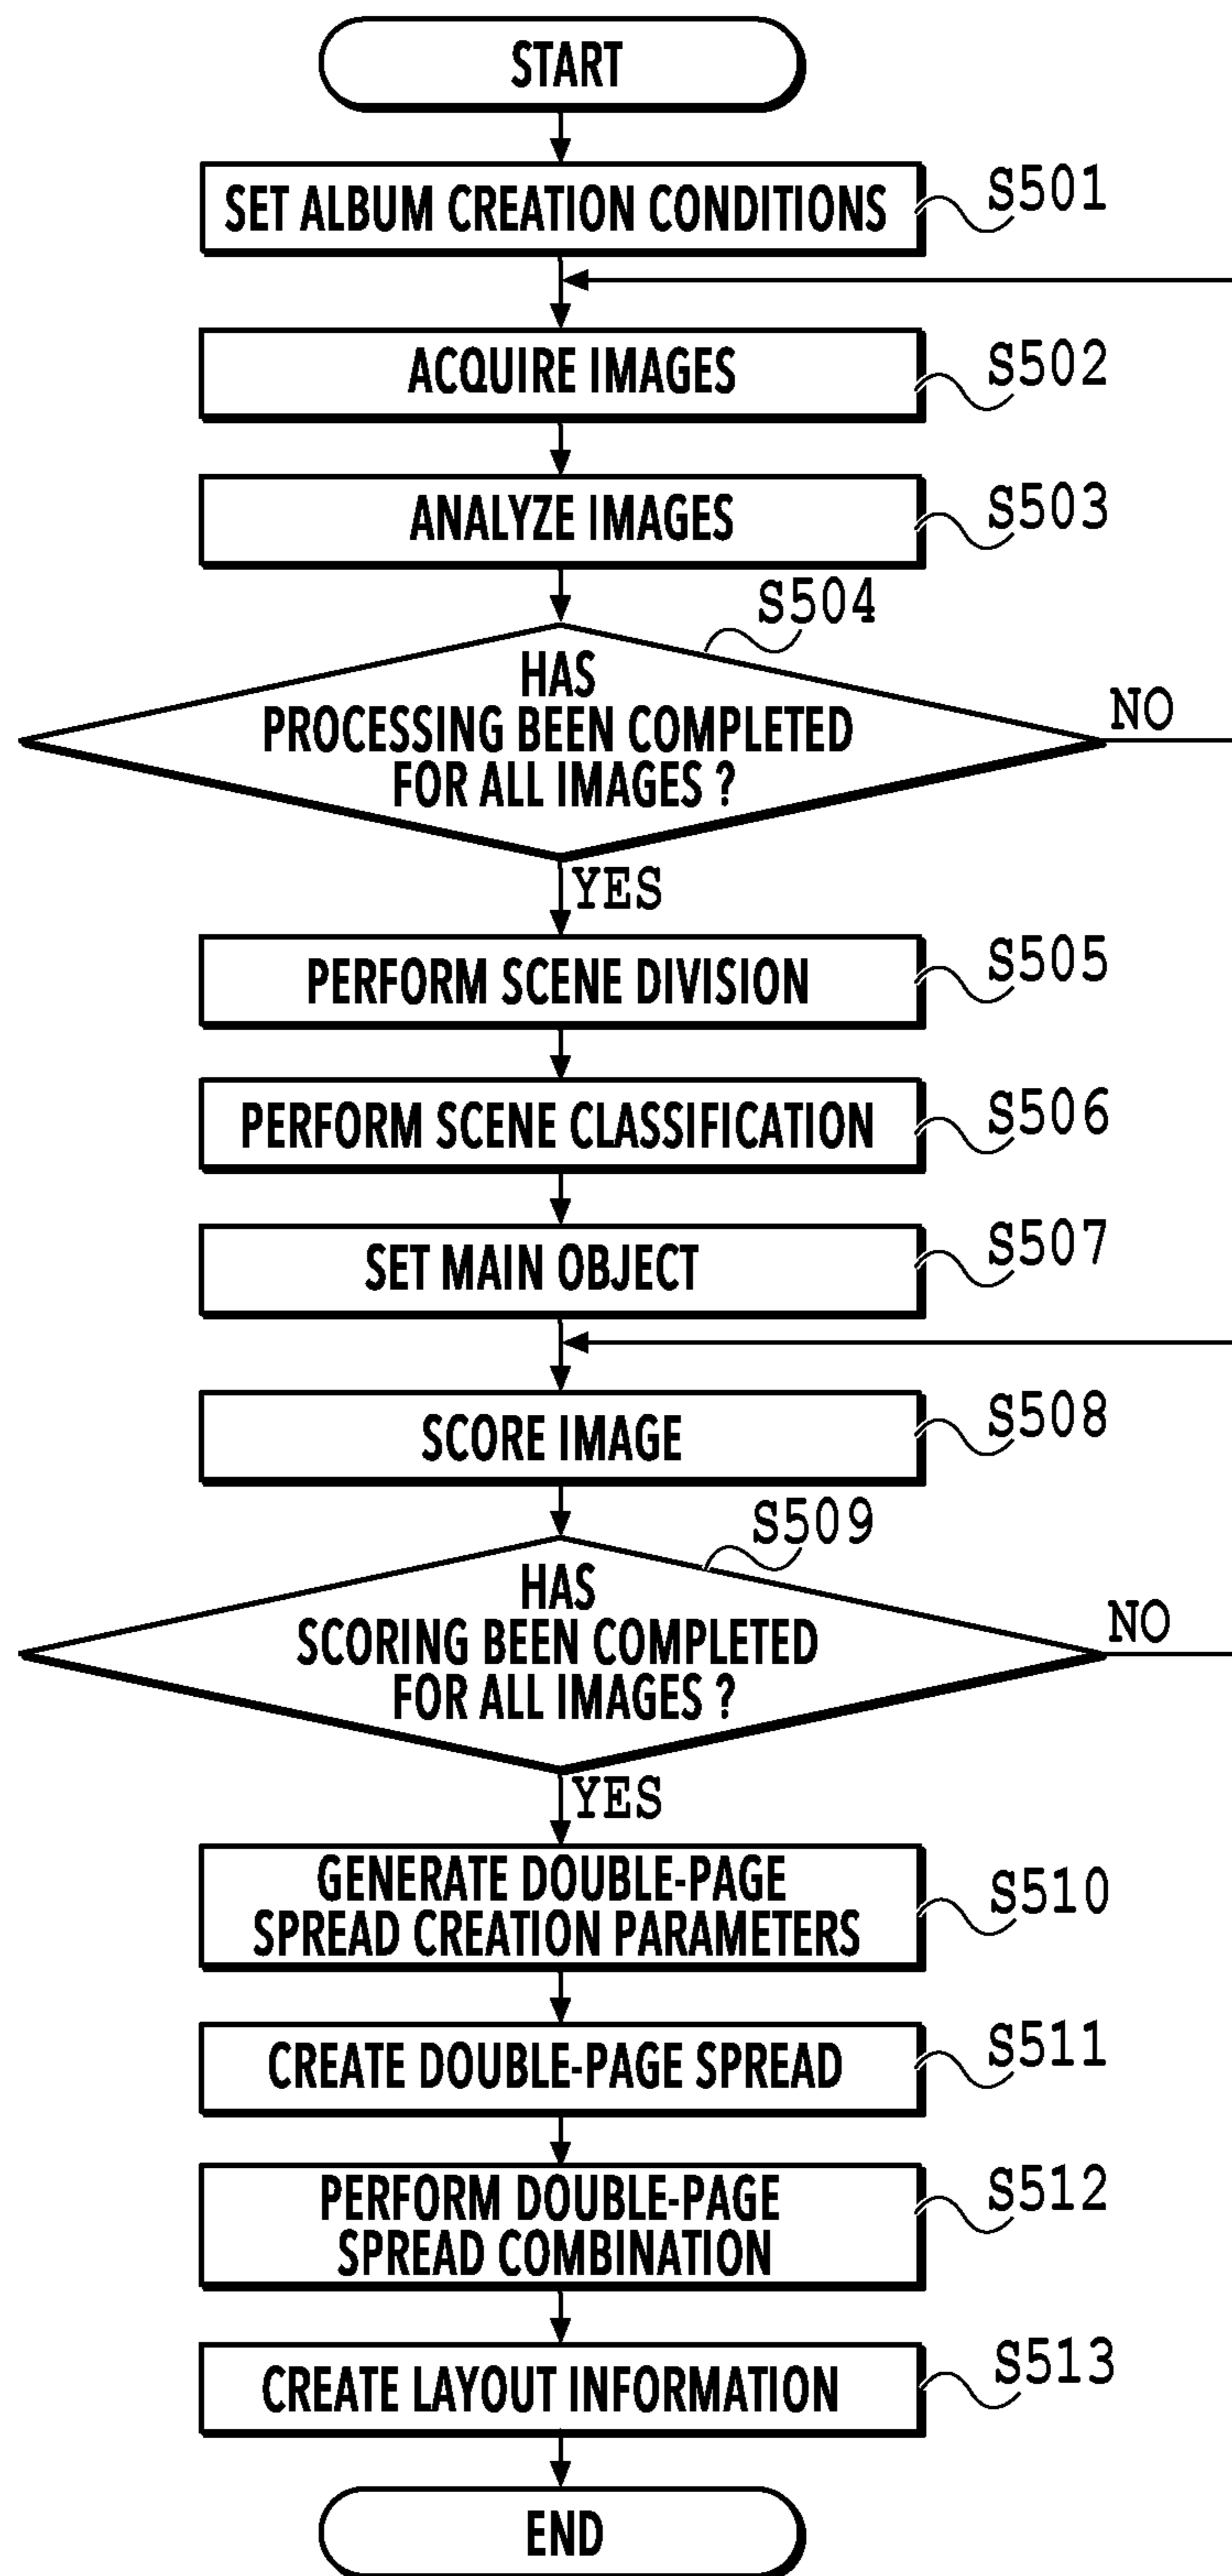 START
SET ALBUM CREATION CONDITIONS
S501
ACQUIRE IMAGES
S502
ANALYZE IMAGES
S503
S504
HAS
PROCESSING BEEN COMPLETED
FOR ALL IMAGES ?
NO
YES
PERFORM SCENE DIVISION
S505
PERFORM SCENE CLASSIFICATION
S506
SET MAIN OBJECT
S507
SCORE IMAGE
S508
S509
HAS
SCORING BEEN COMPLETED
FOR ALL IMAGES ?
NO
YES
GENERATE DOUBLE-PAGE
SPREAD CREATION PARAMETERS
S510
CREATE DOUBLE-PAGE SPREAD
S511
PERFORM DOUBLE-PAGE
SPREAD COMBINATION
S512
CREATE LAYOUT INFORMATION
S513
END